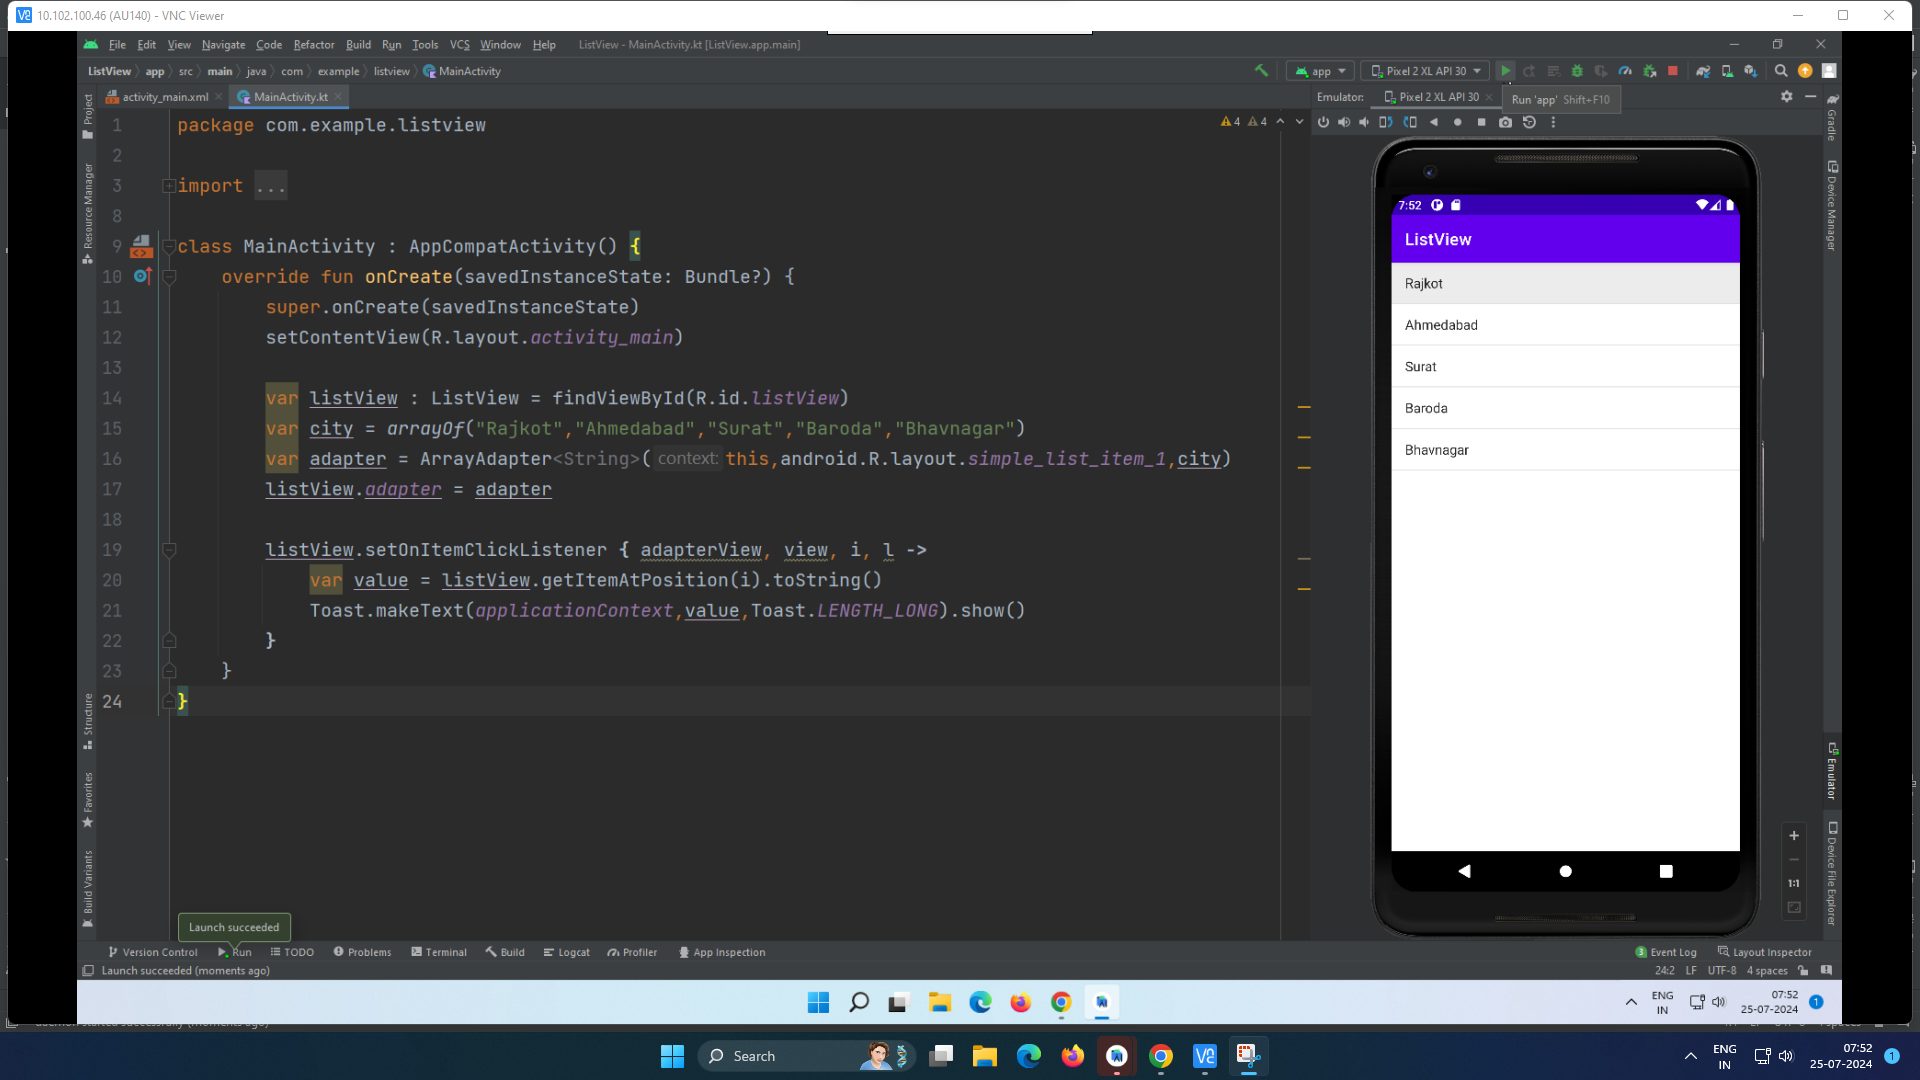 10.102.100.46 (AU140) - VNC Viewer
File Edit View Navigate Code Refactor Build Run Tools VCS Window Help ListView - MainActivity.kt [ListView.app.main]
ListView app src main java com example listview MainActivity
app Pixel 2 XL API 30
activity_main.xml MainActivity.kt
Emulator: Pixel 2 XL API 30
Run 'app' Shift+F10
4 4
Project
Resource Manager
Structure
Favorites
Build Variants
1 package com.example.listview
2
3 import ...
8
9 class MainActivity : AppCompatActivity() {
10 override fun onCreate(savedInstanceState: Bundle?) {
11 super.onCreate(savedInstanceState)
12 setContentView(R.layout.activity_main)
13
14 var listView : ListView = findViewById(R.id.listView)
15 var city = arrayOf("Rajkot","Ahmedabad","Surat","Baroda","Bhavnagar")
16 var adapter = ArrayAdapter<String>( context: this,android.R.layout.simple_list_item_1,city)
17 listView.adapter = adapter
18
19 listView.setOnItemClickListener { adapterView, view, i, l ->
20 var value = listView.getItemAtPosition(i).toString()
21 Toast.makeText(applicationContext,value,Toast.LENGTH_LONG).show()
22 }
23 }
24 }
7:52
ListView
Rajkot
Ahmedabad
Surat
Baroda
Bhavnagar
Gradle
Device Manager
Emulator
Device File Explorer
1:1
Launch succeeded
Version Control Run TODO Problems Terminal Build Logcat Profiler App Inspection
3 Event Log Layout Inspector
Launch succeeded (moments ago)
24:2 LF UTF-8 4 spaces
ENG
IN
07:52
25-07-2024
1
Search
ENG
IN
07:52
25-07-2024
1